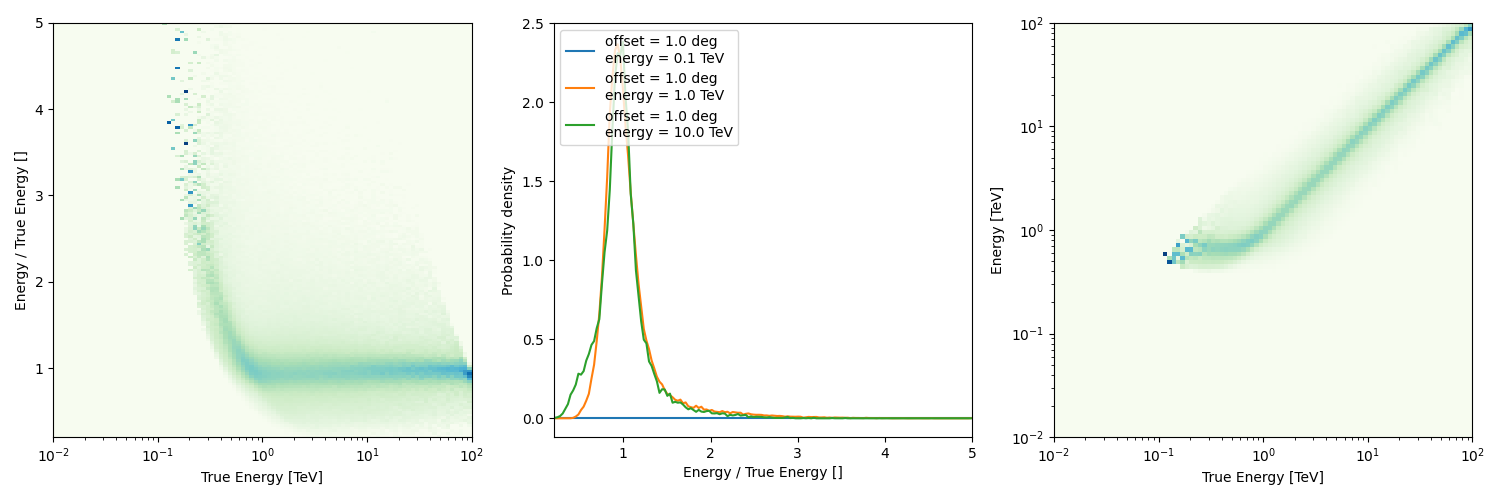 5
4
3
2
1
Energy / True Energy []
10⁻²
10⁻¹
10⁰
10¹
10²
True Energy [TeV]
2.5
2.0
1.5
1.0
0.5
0.0
Probability density
offset = 1.0 deg
energy = 0.1 TeV
offset = 1.0 deg
energy = 1.0 TeV
offset = 1.0 deg
energy = 10.0 TeV
1
2
3
4
5
Energy / True Energy []
10²
10¹
10⁰
10⁻¹
10⁻²
Energy [TeV]
10⁻²
10⁻¹
10⁰
10¹
10²
True Energy [TeV]